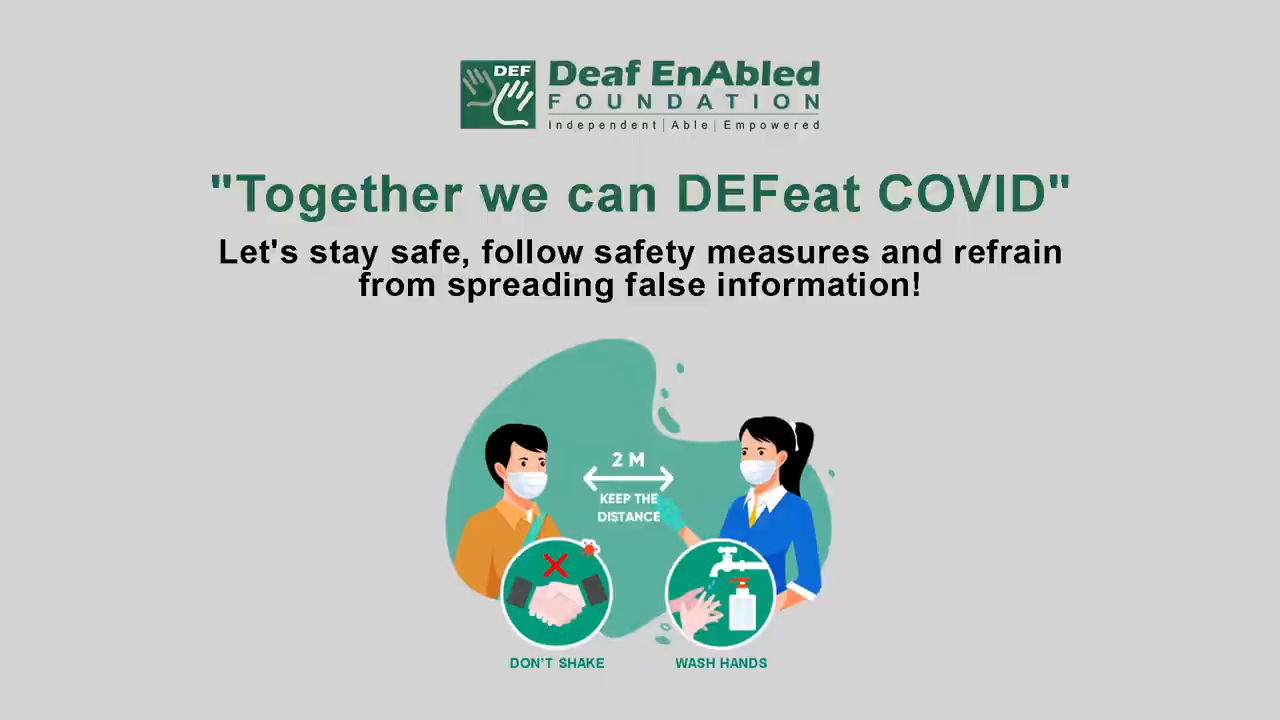 DEF
Deaf EnAbled
FOUNDATION
Independent | Able | Empowered
"Together we can DEFeat COVID"
Let's stay safe, follow safety measures and refrain
from spreading false information!
2 M
KEEP THE
DISTANCE
DON'T SHAKE
WASH HANDS